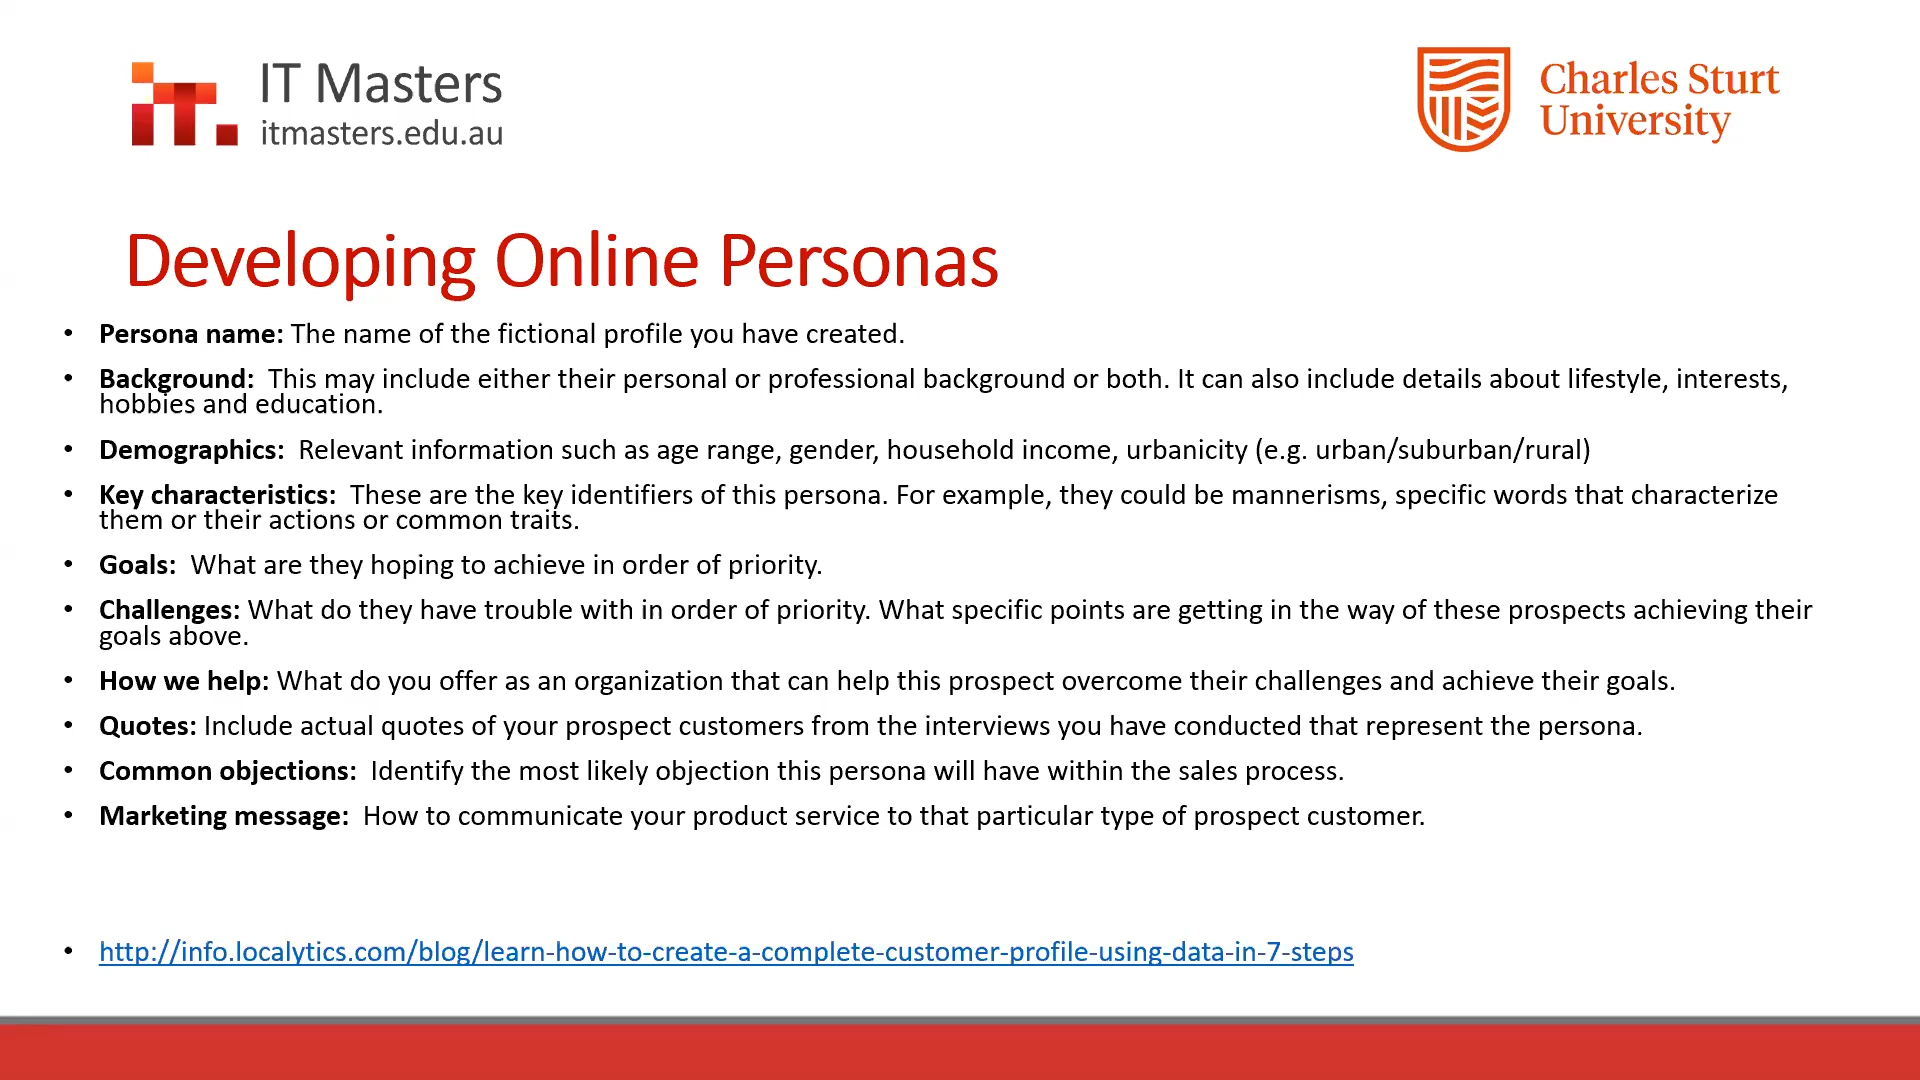 IT Masters
itmasters.edu.au
Charles Sturt
University
Developing Online Personas
• Persona name: The name of the fictional profile you have created.
• Background:  This may include either their personal or professional background or both. It can also include details about lifestyle, interests,
hobbies and education.
• Demographics:  Relevant information such as age range, gender, household income, urbanicity (e.g. urban/suburban/rural)
• Key characteristics:  These are the key identifiers of this persona. For example, they could be mannerisms, specific words that characterize
them or their actions or common traits.
• Goals:  What are they hoping to achieve in order of priority.
• Challenges: What do they have trouble with in order of priority. What specific points are getting in the way of these prospects achieving their
goals above.
• How we help: What do you offer as an organization that can help this prospect overcome their challenges and achieve their goals.
• Quotes: Include actual quotes of your prospect customers from the interviews you have conducted that represent the persona.
• Common objections:  Identify the most likely objection this persona will have within the sales process.
• Marketing message:  How to communicate your product service to that particular type of prospect customer.
• http://info.localytics.com/blog/learn-how-to-create-a-complete-customer-profile-using-data-in-7-steps